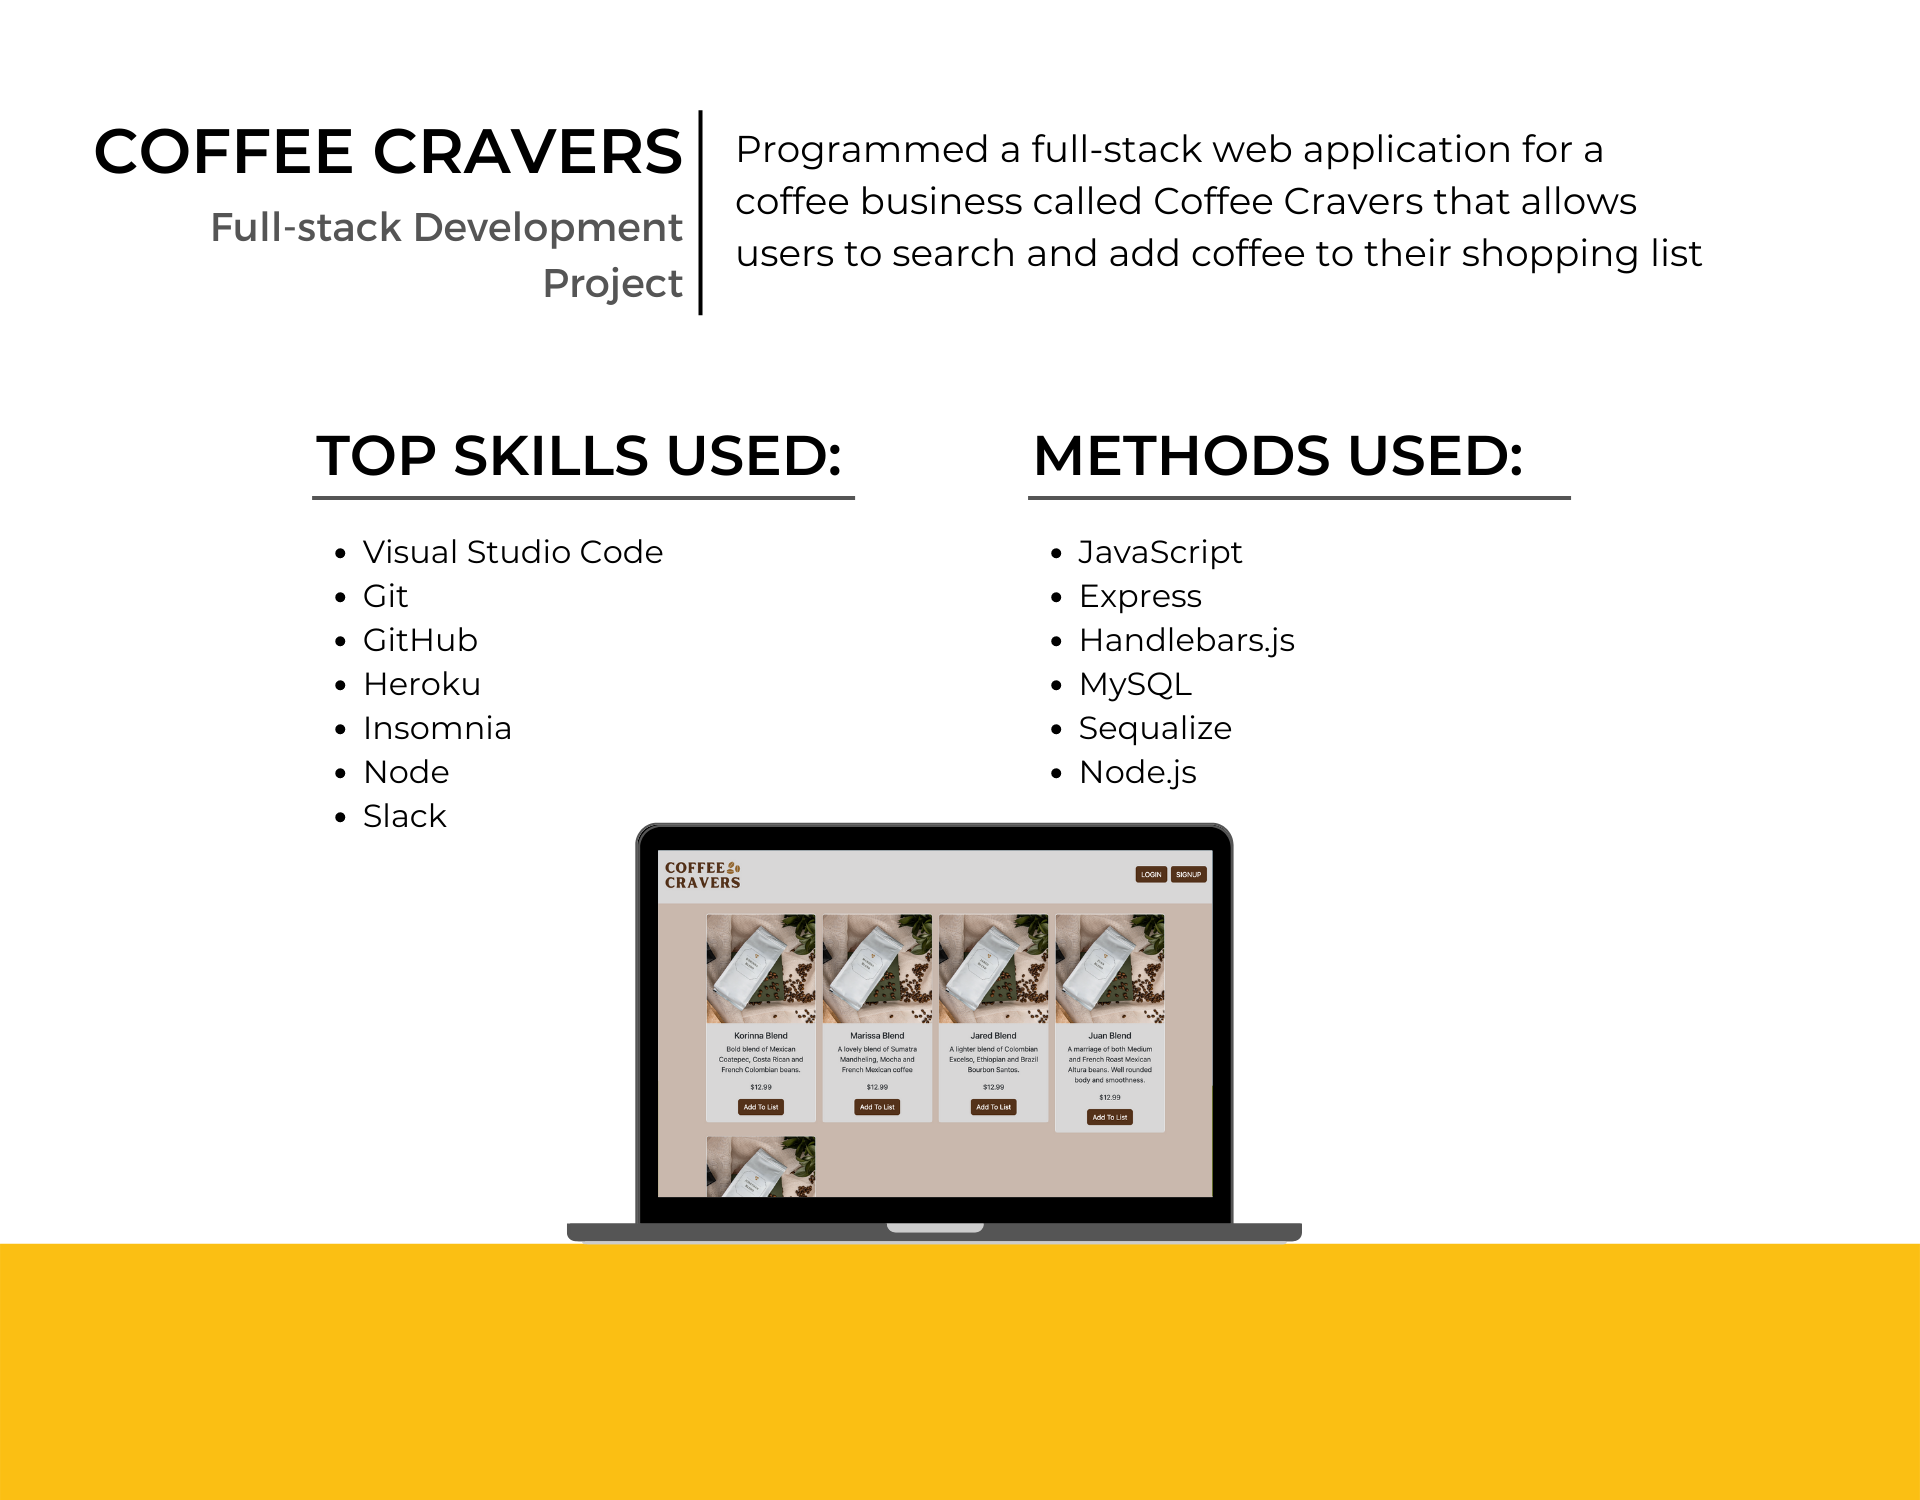 COFFEE CRAVERS
Full-stack Development
Project
Programmed a full-stack web application for a
coffee business called Coffee Cravers that allows
users to search and add coffee to their shopping list
TOP SKILLS USED:
• Visual Studio Code
• Git
• GitHub
• Heroku
• Insomnia
• Node
• Slack
METHODS USED:
• JavaScript
• Express
• Handlebars.js
• MySQL
• Sequalize
• Node.js
COFFEE
CRAVERS
LOGIN SIGNUP
Korinna Blend
Bold blend of Mexican
Coatepec, Costa Rican and
French Colombian beans.
$12.99
Add To List
Marissa Blend
A lovely blend of Sumatra
Mandheling, Mocha and
French Mexican coffee
$12.99
Add To List
Jared Blend
A lighter blend of Colombian
Excelso, Ethiopian and Brazil
Bourbon Santos.
$12.99
Add To List
Juan Blend
A marriage of both Medium
and French Roast Mexican
Altura beans. Well rounded
body and smoothness.
$12.99
Add To List